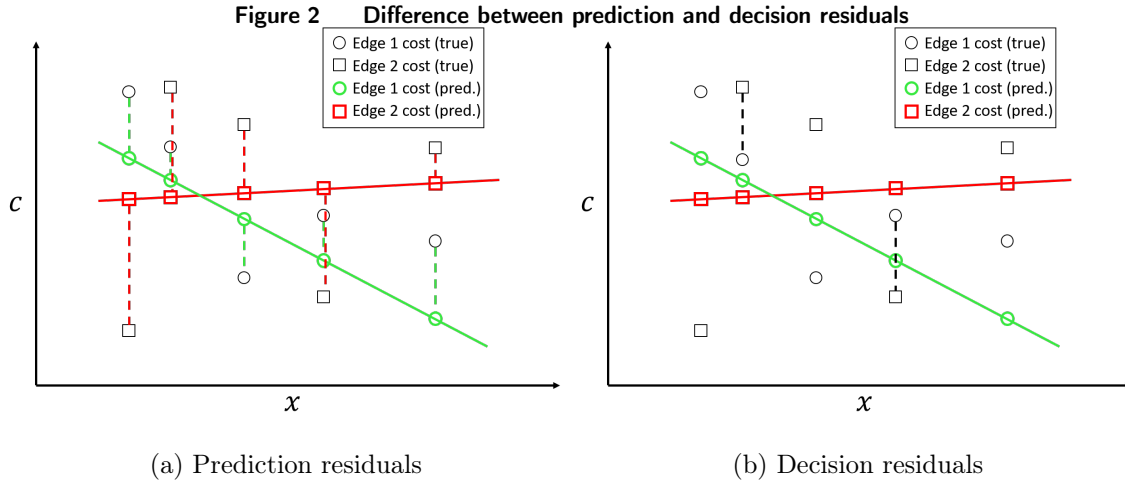 Figure 2 Difference between prediction and decision residuals
Edge 1 cost (true)
Edge 2 cost (true)
Edge 1 cost (pred.)
Edge 2 cost (pred.)
c
x
(a) Prediction residuals
Edge 1 cost (true)
Edge 2 cost (true)
Edge 1 cost (pred.)
Edge 2 cost (pred.)
c
x
(b) Decision residuals